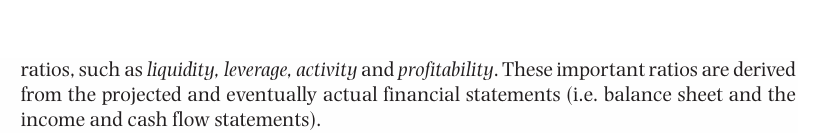 ratios, such as liquidity, leverage, activity and profitability. These important ratios are derived
from the projected and eventually actual financial statements (i.e. balance sheet and the
income and cash flow statements).